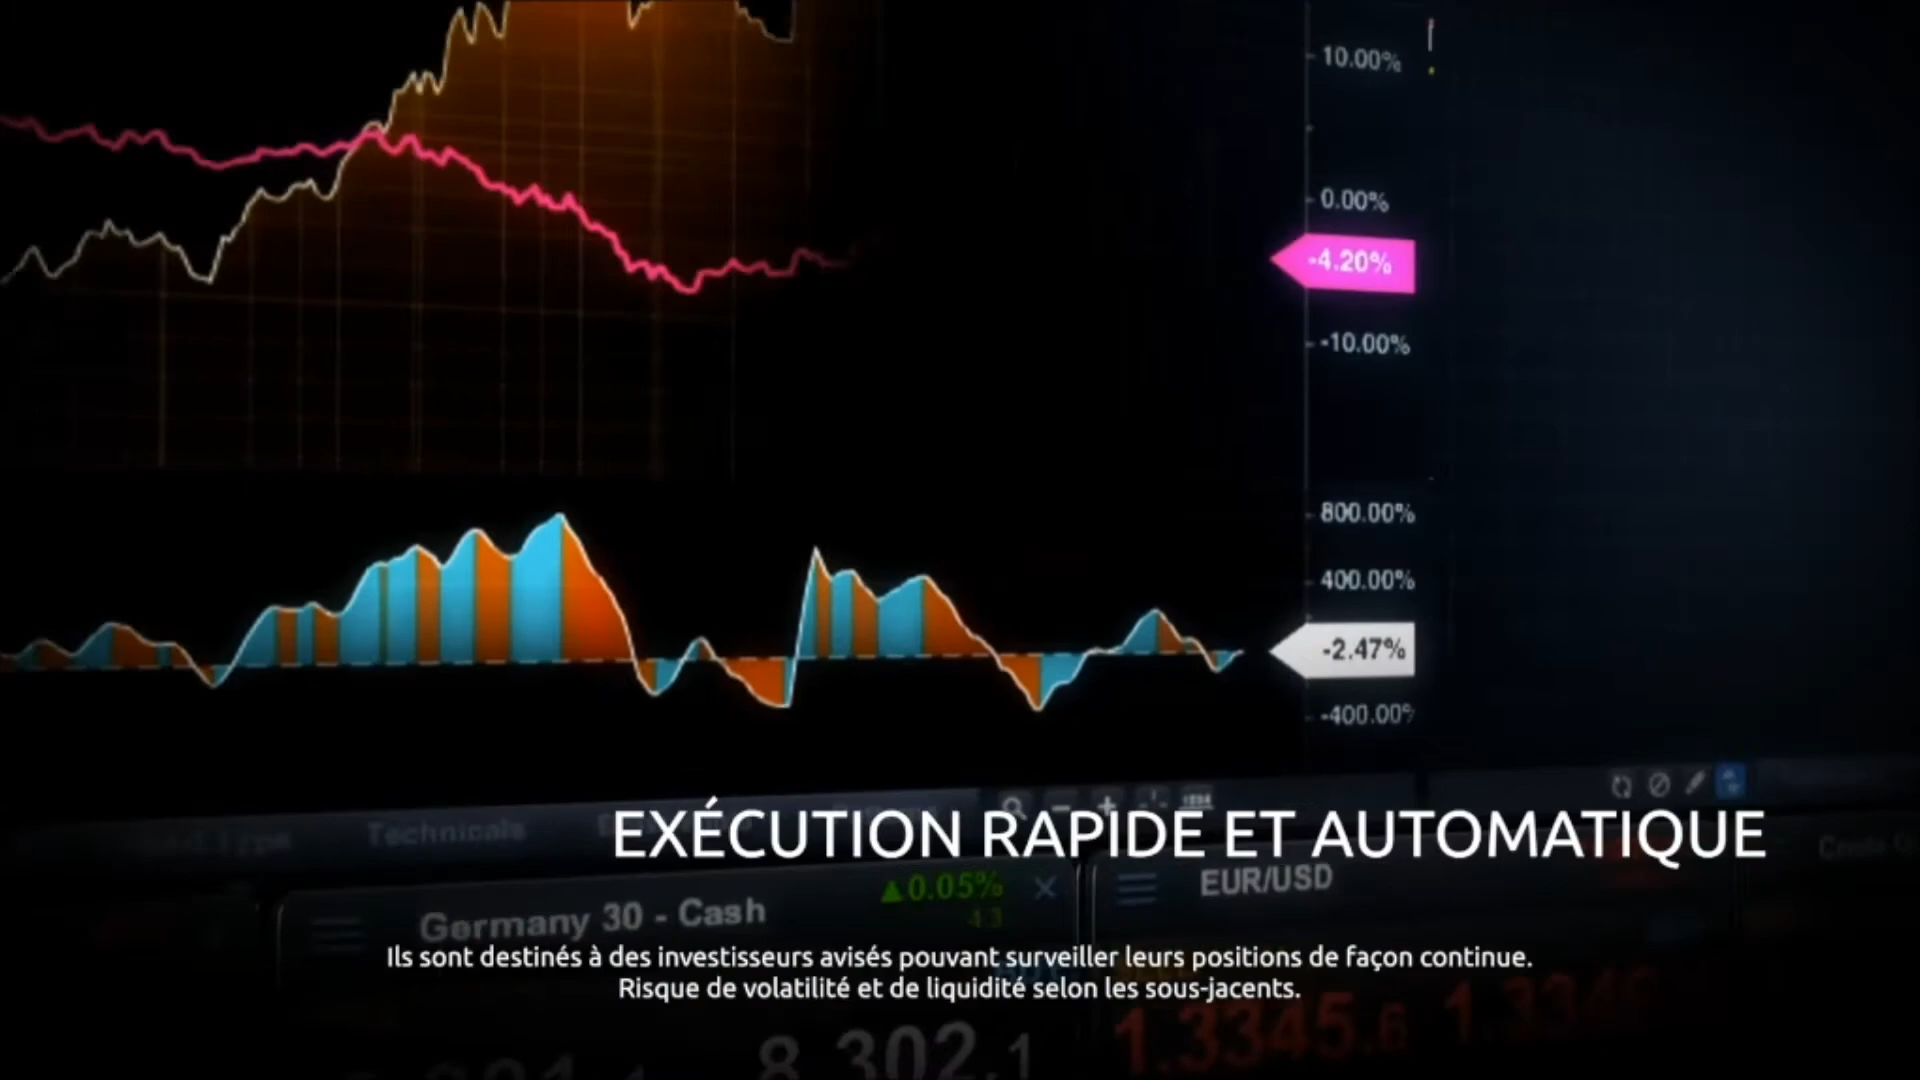 10.00%
0.00%
-4.20%
-10.00%
800.00%
400.00%
-2.47%
-400.00%
Technicals
EXÉCUTION RAPIDE ET AUTOMATIQUE
▲0.05%
EUR/USD
Germany 30 - Cash
Ils sont destinés à des investisseurs avisés pouvant surveiller leurs positions de façon continue.
Risque de volatilité et de liquidité selon les sous-jacents.
8 302.1
1.3345.6